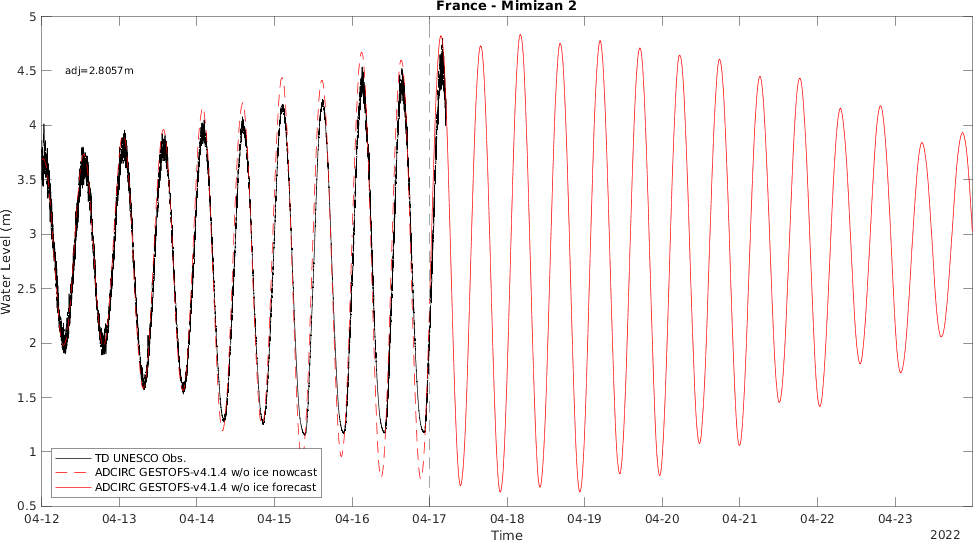 France - Mimizan 2
adj=2.8057m
Water Level (m)
5
4.5
4
3.5
3
2.5
2
1.5
1
0.5
TD UNESCO Obs.
ADCIRC GESTOFS-v4.1.4 w/o ice nowcast
ADCIRC GESTOFS-v4.1.4 w/o ice forecast
04-12 04-13 04-14 04-15 04-16 04-17 04-18 04-19 04-20 04-21 04-22 04-23
Time
2022